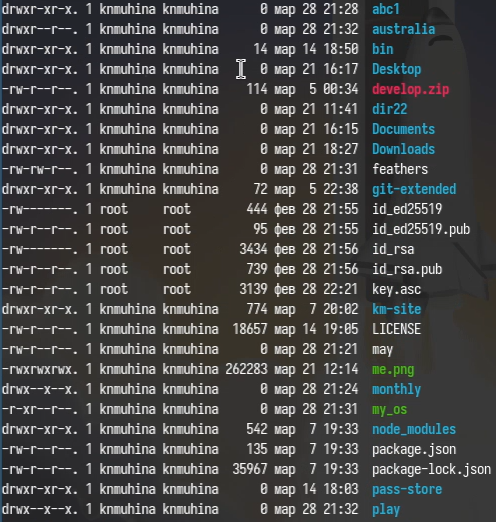 drwxr-xr-x. 1 knmuhina knmuhina 0 мар 28 21:28 abc1
drwxr--r--. 1 knmuhina knmuhina 0 мар 28 21:32 australia
drwxr-xr-x. 1 knmuhina knmuhina 14 мар 14 18:50 bin
drwxr-xr-x. 1 knmuhina knmuhina 0 мар 21 16:17 Desktop
-rw-r--r--. 1 knmuhina knmuhina 114 мар 5 00:34 develop.zip
drwxr-xr-x. 1 knmuhina knmuhina 0 мар 21 11:41 dir22
drwxr-xr-x. 1 knmuhina knmuhina 0 мар 21 16:15 Documents
drwxr-xr-x. 1 knmuhina knmuhina 0 мар 21 18:27 Downloads
-rw-rw-r--. 1 knmuhina knmuhina 0 мар 28 21:31 feathers
drwxr-xr-x. 1 knmuhina knmuhina 72 мар 5 22:38 git-extended
-rw-------. 1 root root 444 фев 28 21:55 id_ed25519
-rw-r--r--. 1 root root 95 фев 28 21:55 id_ed25519.pub
-rw-------. 1 root root 3434 фев 28 21:56 id_rsa
-rw-r--r--. 1 root root 739 фев 28 21:56 id_rsa.pub
-rw-r--r--. 1 root root 3139 фев 28 22:21 key.asc
drwxr-xr-x. 1 knmuhina knmuhina 774 мар 7 20:02 km-site
-rw-r--r--. 1 knmuhina knmuhina 18657 мар 14 19:05 LICENSE
-rw-r--r--. 1 knmuhina knmuhina 0 мар 28 21:21 may
-rwxrwxrwx. 1 knmuhina knmuhina 262283 мар 21 12:14 me.png
drwx--x--x. 1 knmuhina knmuhina 0 мар 28 21:24 monthly
-r-xr--r--. 1 knmuhina knmuhina 0 мар 28 21:31 my_os
drwxr-xr-x. 1 knmuhina knmuhina 542 мар 7 19:33 node_modules
-rw-r--r--. 1 knmuhina knmuhina 135 мар 7 19:33 package.json
-rw-r--r--. 1 knmuhina knmuhina 35967 мар 7 19:33 package-lock.json
drwxr-xr-x. 1 knmuhina knmuhina 0 мар 14 18:03 pass-store
drwx--x--x. 1 knmuhina knmuhina 0 мар 28 21:32 play